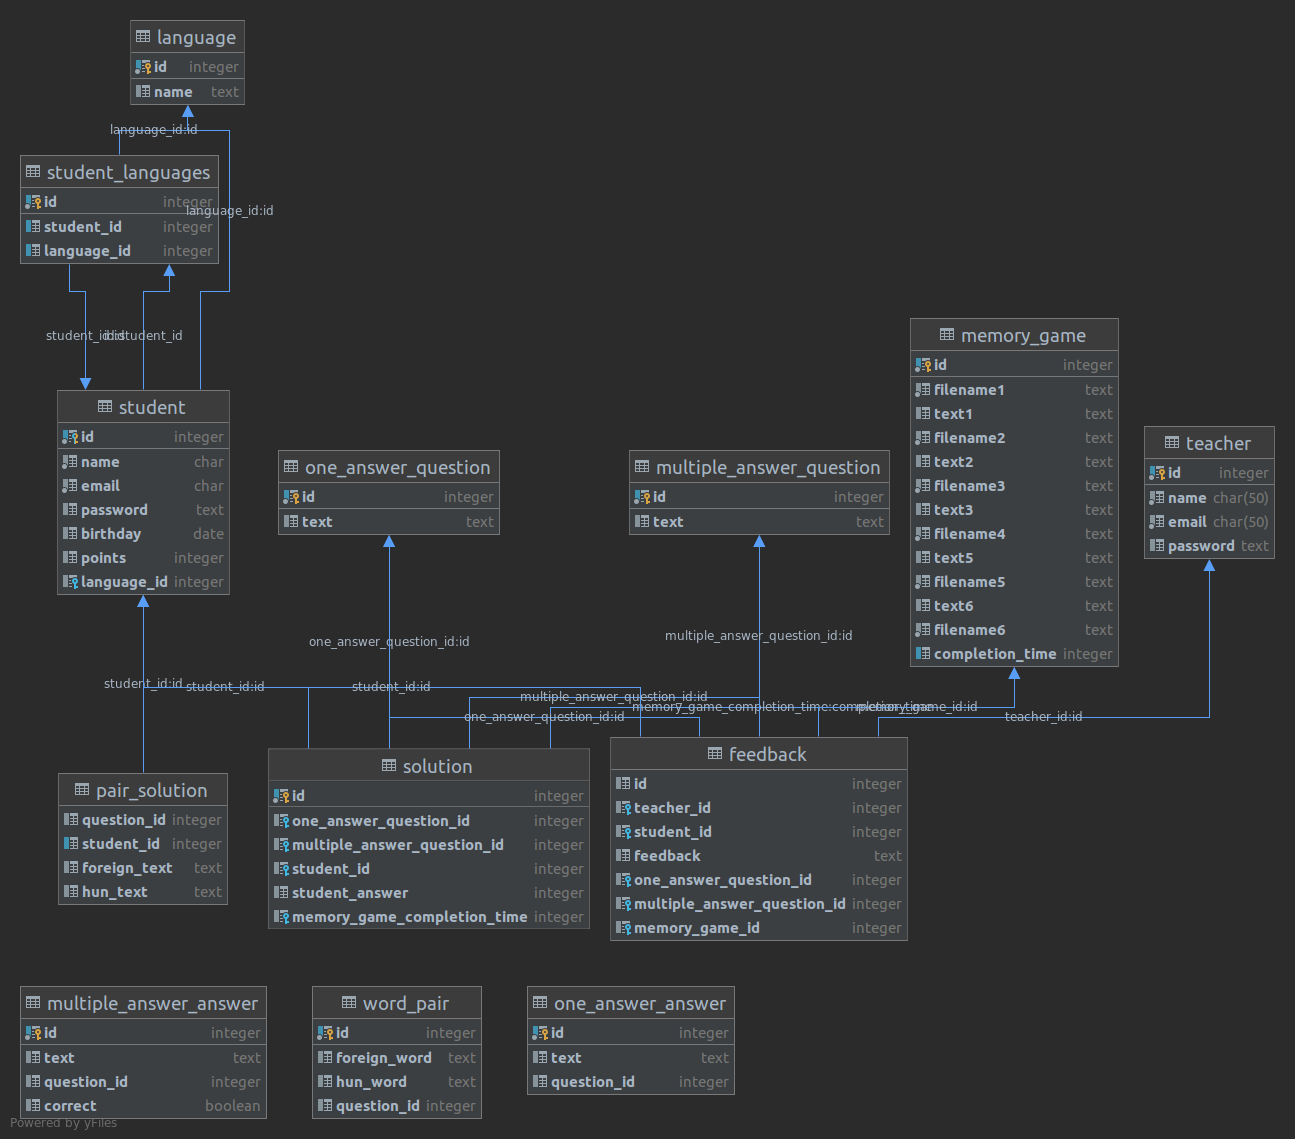 language
id integer
name text
language_id:id
student_languages
id integer
student_id integer
language_id integer
language_id:id
student_id:id
id:student_id
student
id integer
name char
email char
password text
birthday date
points integer
language_id integer
one_answer_question
id integer
text text
multiple_answer_question
id integer
text text
memory_game
id integer
filename1 text
text1 text
filename2 text
text2 text
filename3 text
text3 text
filename4 text
text5 text
filename5 text
text6 text
filename6 text
completion_time integer
teacher
id integer
name char(50)
email char(50)
password text
one_answer_question_id:id
multiple_answer_question_id:id
student_id:id
student_id:id
student_id:id
multiple_answer_question_id:id
memory_game_completion_time:completion_time
memory_game_id:id
one_answer_question_id:id
teacher_id:id
pair_solution
question_id integer
student_id integer
foreign_text text
hun_text text
solution
id integer
one_answer_question_id integer
multiple_answer_question_id integer
student_id integer
student_answer integer
memory_game_completion_time integer
feedback
id integer
teacher_id integer
student_id integer
feedback text
one_answer_question_id integer
multiple_answer_question_id integer
memory_game_id integer
multiple_answer_answer
id integer
text text
question_id integer
correct boolean
word_pair
id integer
foreign_word text
hun_word text
question_id integer
one_answer_answer
id integer
text text
question_id integer
Powered by yFiles